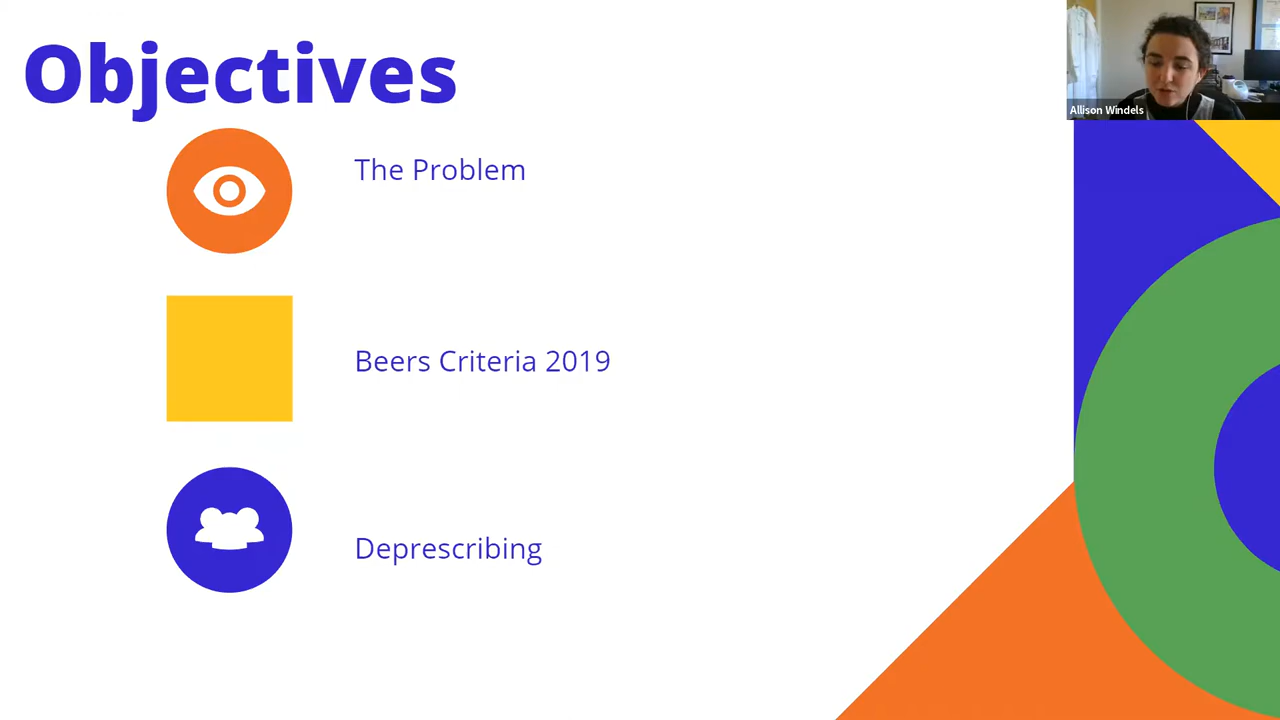 Objectives
Allison Windels
The Problem
Beers Criteria 2019
Deprescribing